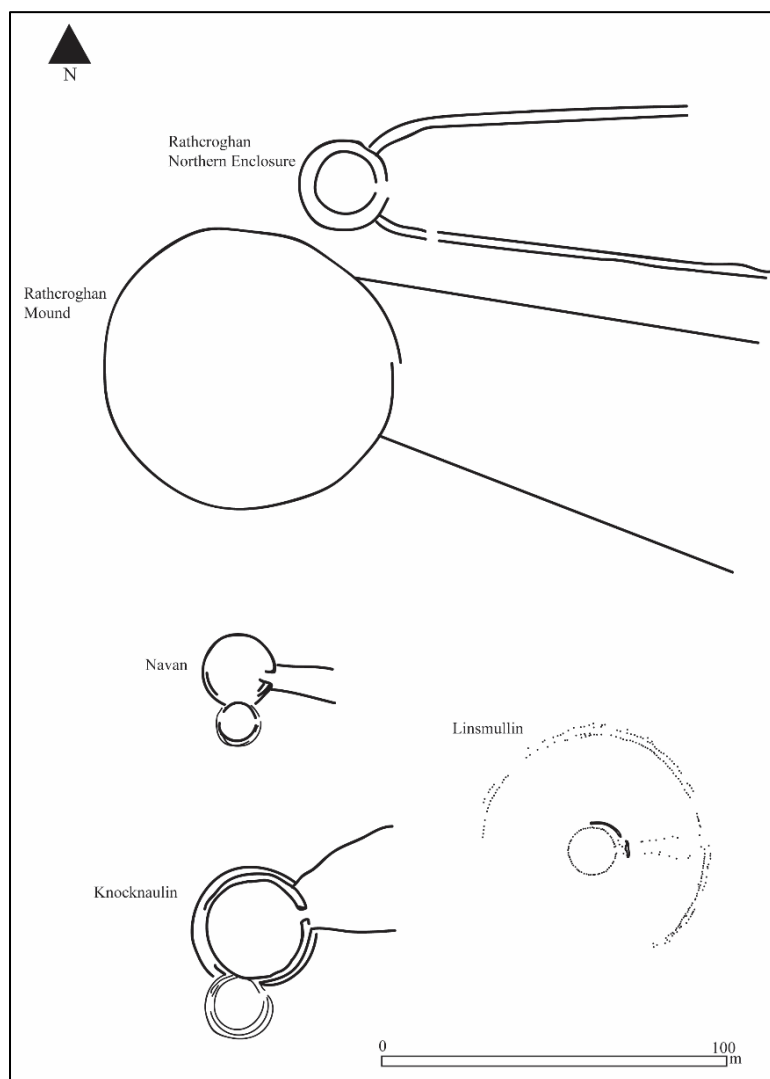 N
Rathcroghan
Northern Enclosure
Rathcroghan
Mound
Navan
Linsmullin
Knocknaulin
0
100
m